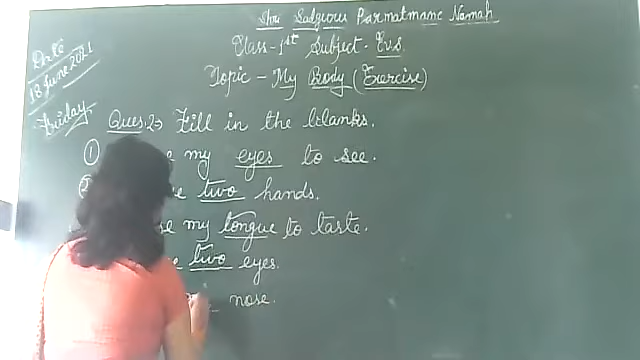 Shri Sadguru Parmatmane Namah
Class-1st Subject- Evs
Topic - My Body (Exercise)
Date
18 June 2021
Friday
Ques.2⇒ Fill in the blanks.
① my eyes to see.
② two hands.
my tongue to taste.
two eyes.
nose.